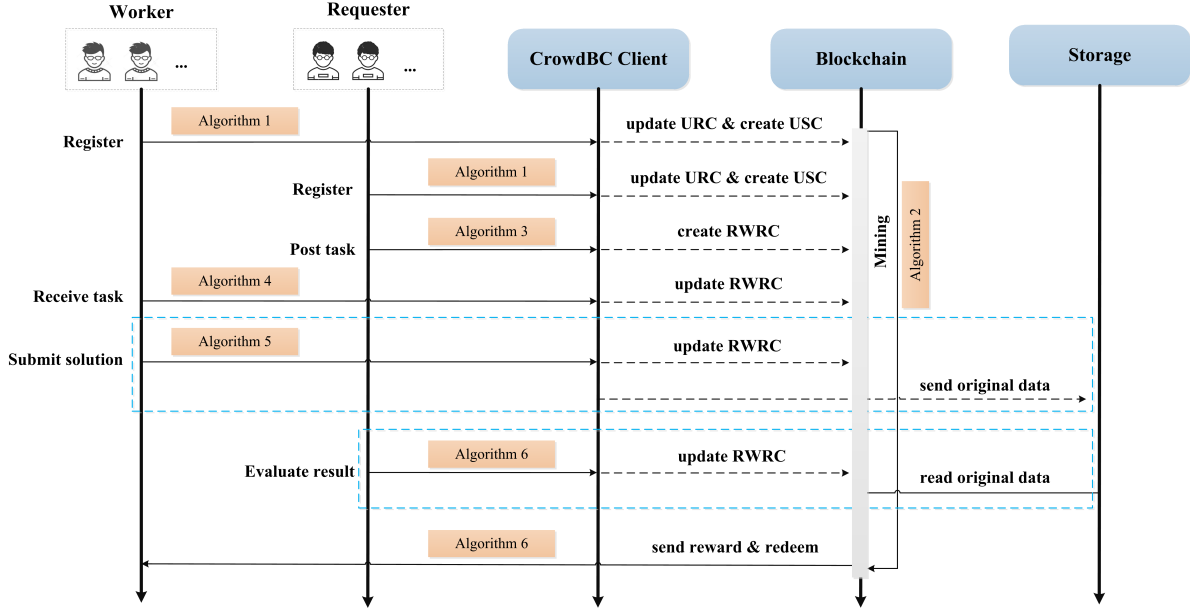 Worker
Requester
...
...
CrowdBC Client
Blockchain
Storage
Algorithm 1
update URC & create USC
Register
Algorithm 1
update URC & create USC
Register
Algorithm 3
create RWRC
Post task
Mining
Algorithm 2
Algorithm 4
update RWRC
Receive task
Algorithm 5
update RWRC
Submit solution
send original data
Algorithm 6
update RWRC
Evaluate result
read original data
Algorithm 6
send reward & redeem